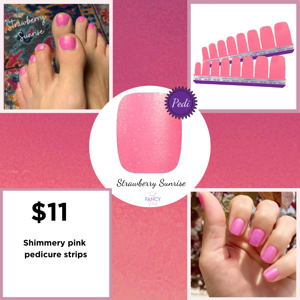 Strawberry
Sunrise
Pedi
Strawberry Sunrise
FANCY
$11
Shimmery pink
pedicure strips